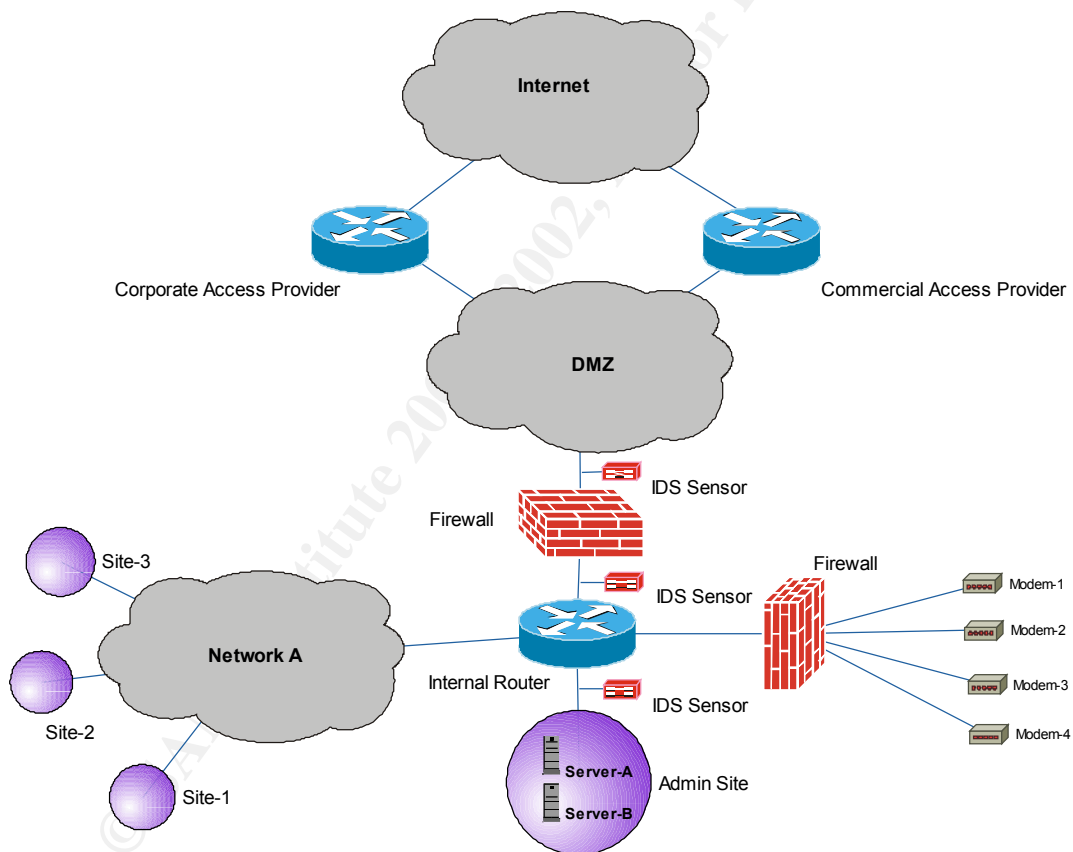 Internet
Corporate Access Provider
Commercial Access Provider
DMZ
IDS Sensor
Firewall
Firewall
Site-3
IDS Sensor
Modem-1
Modem-2
Network A
Internal Router
Modem-3
Site-2
IDS Sensor
Modem-4
Server-A
Site-1
Admin Site
Server-B